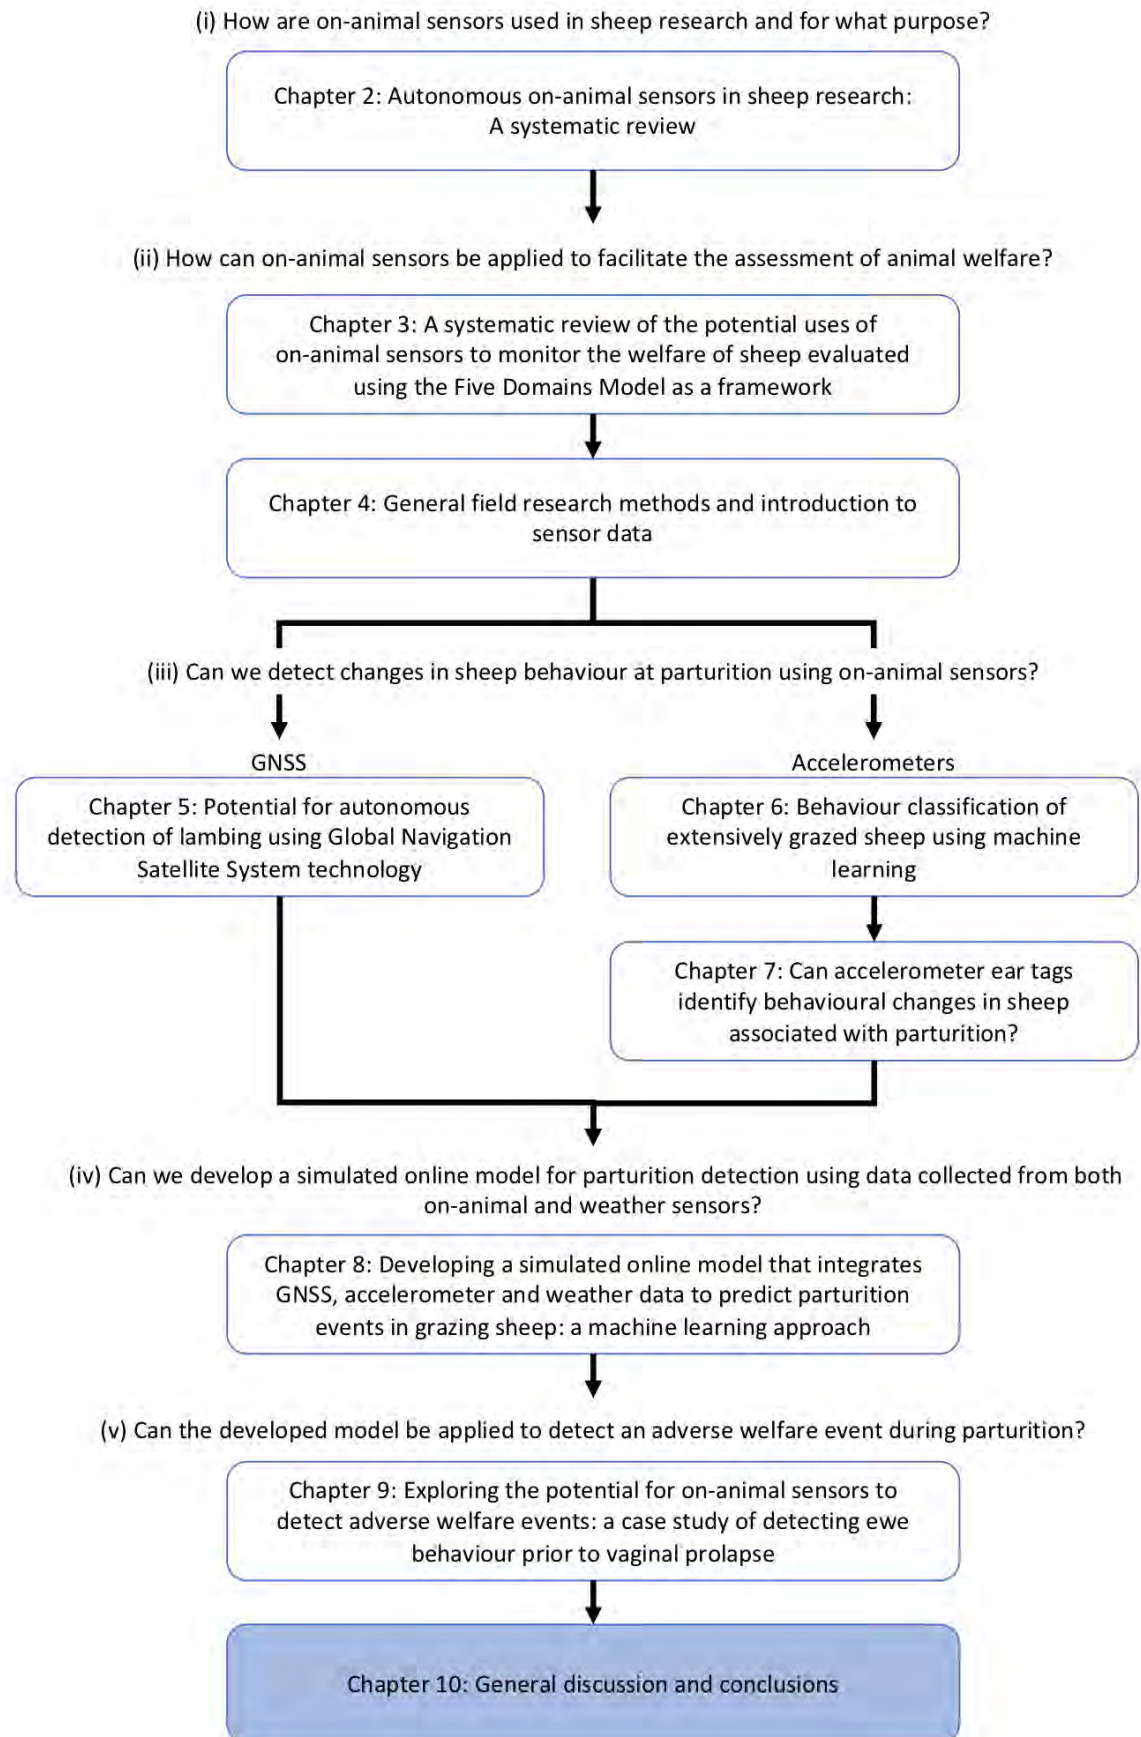 (i) How are on-animal sensors used in sheep research and for what purpose?
Chapter 2: Autonomous on-animal sensors in sheep research:
A systematic review
(ii) How can on-animal sensors be applied to facilitate the assessment of animal welfare?
Chapter 3: A systematic review of the potential uses of
on-animal sensors to monitor the welfare of sheep evaluated
using the Five Domains Model as a framework
Chapter 4: General field research methods and introduction to
sensor data
(iii) Can we detect changes in sheep behaviour at parturition using on-animal sensors?
GNSS
Chapter 5: Potential for autonomous
detection of lambing using Global Navigation
Satellite System technology
Accelerometers
Chapter 6: Behaviour classification of
extensively grazed sheep using machine
learning
Chapter 7: Can accelerometer ear tags
identify behavioural changes in sheep
associated with parturition?
(iv) Can we develop a simulated online model for parturition detection using data collected from both
on-animal and weather sensors?
Chapter 8: Developing a simulated online model that integrates
GNSS, accelerometer and weather data to predict parturition
events in grazing sheep: a machine learning approach
(v) Can the developed model be applied to detect an adverse welfare event during parturition?
Chapter 9: Exploring the potential for on-animal sensors to
detect adverse welfare events: a case study of detecting ewe
behaviour prior to vaginal prolapse
Chapter 10: General discussion and conclusions